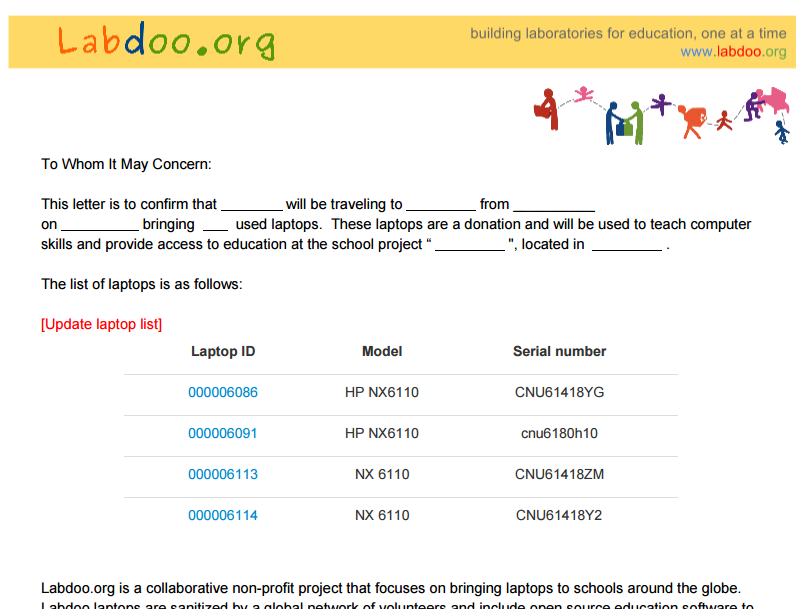 Labdoo.org
building laboratories for education, one at a time
www.labdoo.org
To Whom It May Concern:
This letter is to confirm that ________ will be traveling to _________ from ___________
on __________ bringing ___ used laptops. These laptops are a donation and will be used to teach computer
skills and provide access to education at the school project “ _________ ”, located in _________ .
The list of laptops is as follows:
[Update laptop list]
Laptop ID Model Serial number
000006086 HP NX6110 CNU61418YG
000006091 HP NX6110 cnu6180h10
000006113 NX 6110 CNU61418ZM
000006114 NX 6110 CNU61418Y2
Labdoo.org is a collaborative non-profit project that focuses on bringing laptops to schools around the globe.
Labdoo laptops are sanitized by a global network of volunteers and include open source education software to